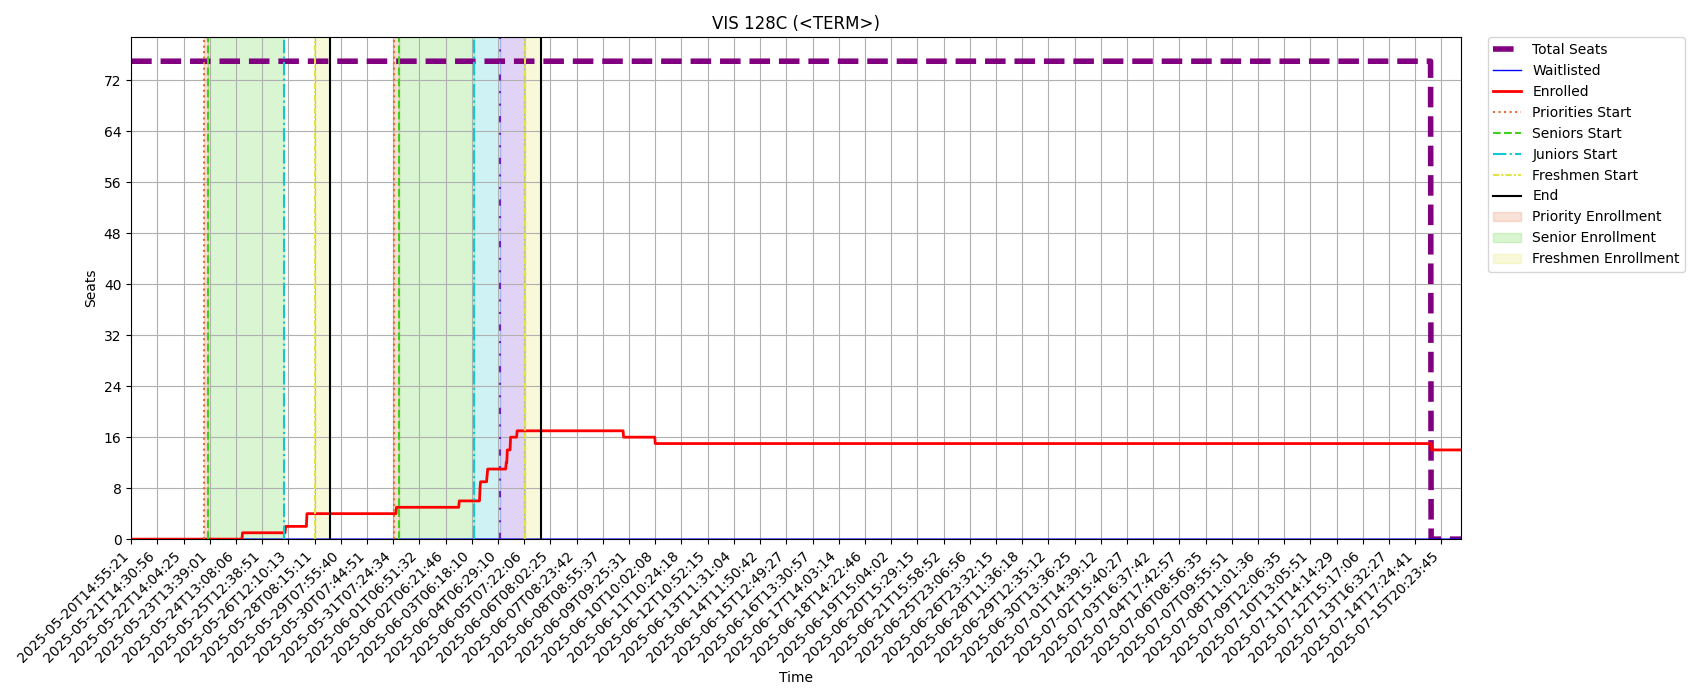 VIS 128C (<TERM>)
Total Seats
Waitlisted
Enrolled
Priorities Start
Seniors Start
Juniors Start
Freshmen Start
End
Priority Enrollment
Senior Enrollment
Freshmen Enrollment
Seats
72
64
56
48
40
32
24
16
8
0
2025-05-20T14:55:21
2025-05-21T14:30:56
2025-05-22T14:04:25
2025-05-23T13:39:01
2025-05-24T13:08:06
2025-05-25T12:38:51
2025-05-26T12:10:13
2025-05-28T08:15:11
2025-05-29T07:55:40
2025-05-30T07:44:51
2025-05-31T07:24:34
2025-06-01T06:51:32
2025-06-02T06:21:46
2025-06-03T06:18:10
2025-06-04T06:29:10
2025-06-05T07:22:06
2025-06-06T08:02:25
2025-06-07T08:23:42
2025-06-08T08:55:37
2025-06-09T09:25:31
2025-06-10T10:02:08
2025-06-11T10:24:18
2025-06-12T10:52:15
2025-06-13T11:31:04
2025-06-14T11:50:42
2025-06-15T12:49:27
2025-06-16T13:30:57
2025-06-17T14:03:14
2025-06-18T14:22:46
2025-06-19T15:04:02
2025-06-20T15:29:15
2025-06-21T15:58:52
2025-06-25T23:06:56
2025-06-26T23:32:15
2025-06-28T11:36:18
2025-06-29T12:35:12
2025-06-30T13:36:25
2025-07-01T14:39:12
2025-07-02T15:40:27
2025-07-03T16:37:42
2025-07-04T17:42:57
2025-07-06T08:56:35
2025-07-07T09:55:51
2025-07-08T11:01:36
2025-07-09T12:06:35
2025-07-10T13:05:51
2025-07-11T14:14:29
2025-07-12T15:17:06
2025-07-13T16:32:27
2025-07-14T17:24:41
2025-07-15T20:23:45
Time